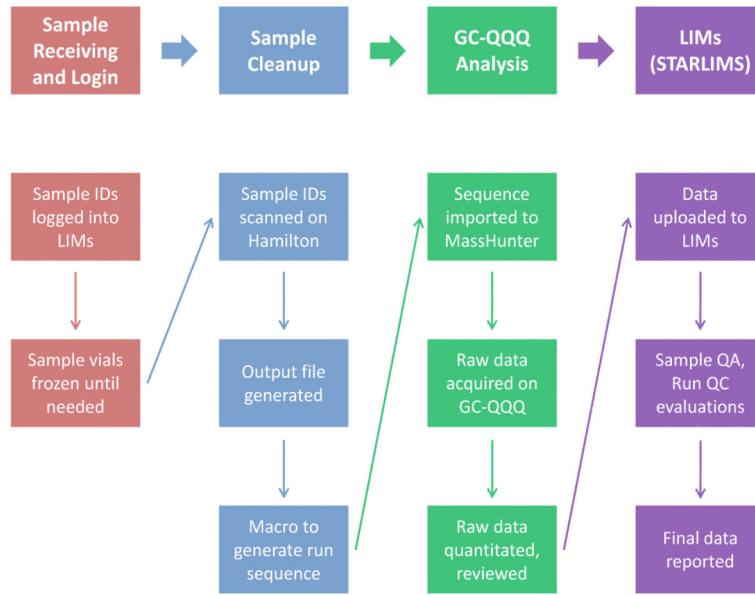 Sample
Receiving
and Login
Sample
Cleanup
GC-QQQ
Analysis
LIMs
(STARLIMS)
Sample IDs
logged into
LIMs
Sample vials
frozen until
needed
Sample IDs
scanned on
Hamilton
Output file
generated
Macro to
generate run
sequence
Sequence
imported to
MassHunter
Raw data
acquired on
GC-QQQ
Raw data
quantitated,
reviewed
Data
uploaded to
LIMs
Sample QA,
Run QC
evaluations
Final data
reported